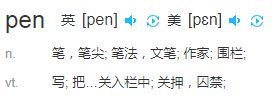 pen 英 [pen] 美 [pɛn]
n. 笔，笔尖; 笔法，文笔; 作家; 围栏;
vt. 写; 把…关入栏中; 关押，囚禁;